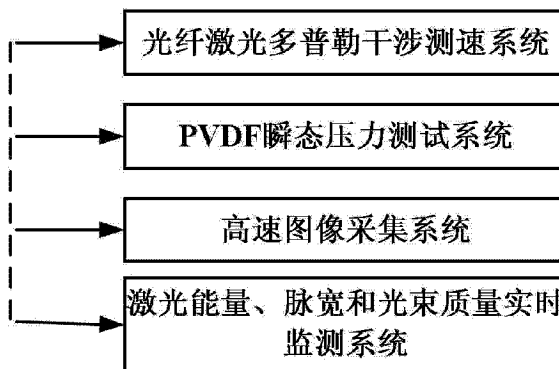 光纤激光多普勒干涉测速系统
PVDF瞬态压力测试系统
高速图像采集系统
激光能量、脉宽和光束质量实时
监测系统